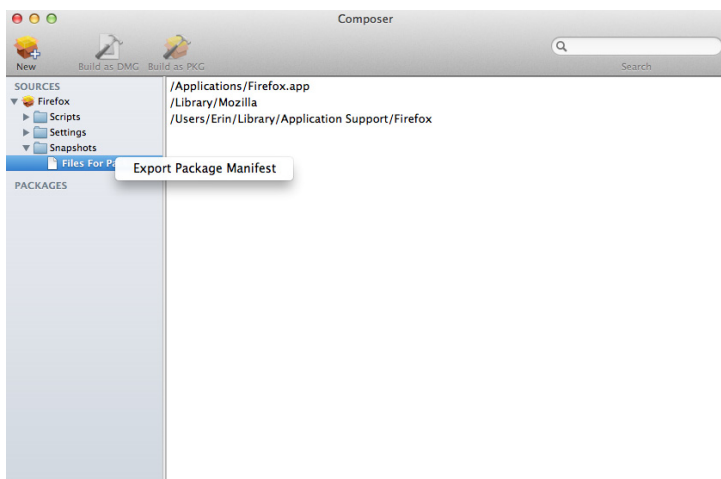 Composer
New
Build as DMG
Build as PKG
Search
SOURCES
Firefox
Scripts
Settings
Snapshots
Files For
PACKAGES
/Applications/Firefox.app
/Library/Mozilla
/Users/Erin/Library/Application Support/Firefox
Export Package Manifest